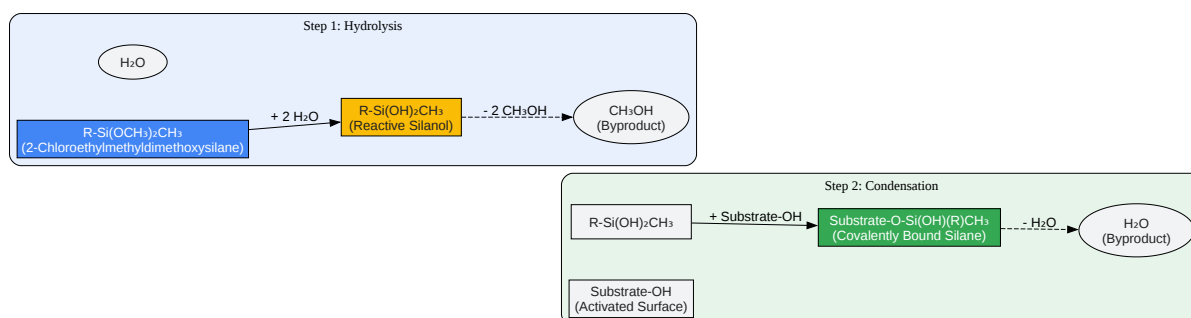 Step 1: Hydrolysis
H₂O
R-Si(OCH₃)₂CH₃
(2-Chloroethylmethyldimethoxysilane)
+ 2 H₂O
R-Si(OH)₂CH₃
(Reactive Silanol)
- 2 CH₃OH
CH₃OH
(Byproduct)
Step 2: Condensation
R-Si(OH)₂CH₃
+ Substrate-OH
Substrate-O-Si(OH)(R)CH₃
(Covalently Bound Silane)
- H₂O
H₂O
(Byproduct)
Substrate-OH
(Activated Surface)